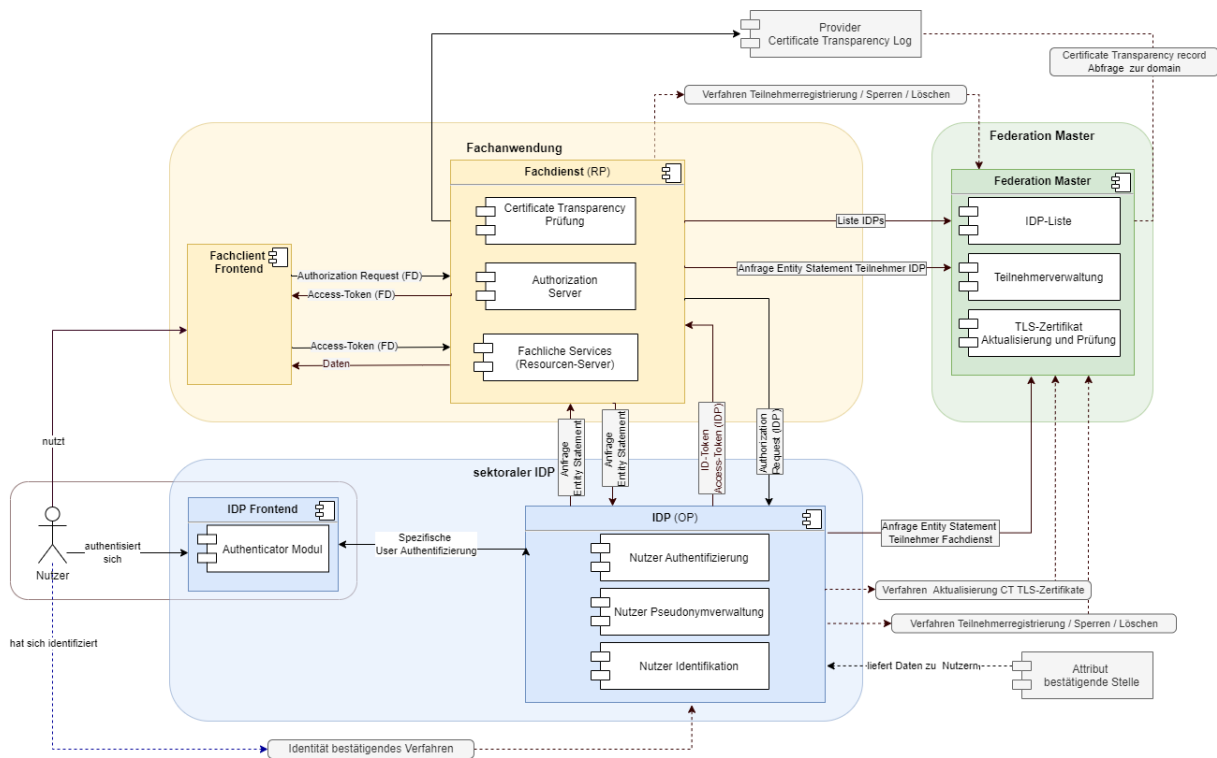 Provider
Certificate Transparency Log
Certificate Transparency record
Abfrage zur domain
Verfahren Teilnehmerregistrierung / Sperren / Löschen
Fachanwendung
Fachdienst (RP)
Certificate Transparency
Prüfung
Authorization
Server
Fachliche Services
(Resourcen-Server)
Federation Master
Federation Master
IDP-Liste
Teilnehmerverwaltung
TLS-Zertifikat
Aktualisierung und Prüfung
Liste IDPs
Anfrage Entity Statement Teilnehmer IDP
Fachclient
Frontend
Authorization Request (FD)
Access-Token (FD)
Access-Token (FD)
Daten
nutzt
Anfrage
Entity Statement
Anfrage
Entity Statement
ID-Token
Access-Token (IDP)
Authorization
Request (IDP)
sektoraler IDP
IDP Frontend
Authenticator Modul
Nutzer
authentisiert
sich
Spezifische
User Authentifizierung
IDP (OP)
Nutzer Authentifizierung
Nutzer Pseudonymverwaltung
Nutzer Identifikation
Anfrage Entity Statement
Teilnehmer Fachdienst
Verfahren Aktualisierung CT TLS-Zertifikate
Verfahren Teilnehmerregistrierung / Sperren / Löschen
liefert Daten zu Nutzern
Attribut
bestätigende Stelle
hat sich identifiziert
Identität bestätigendes Verfahren